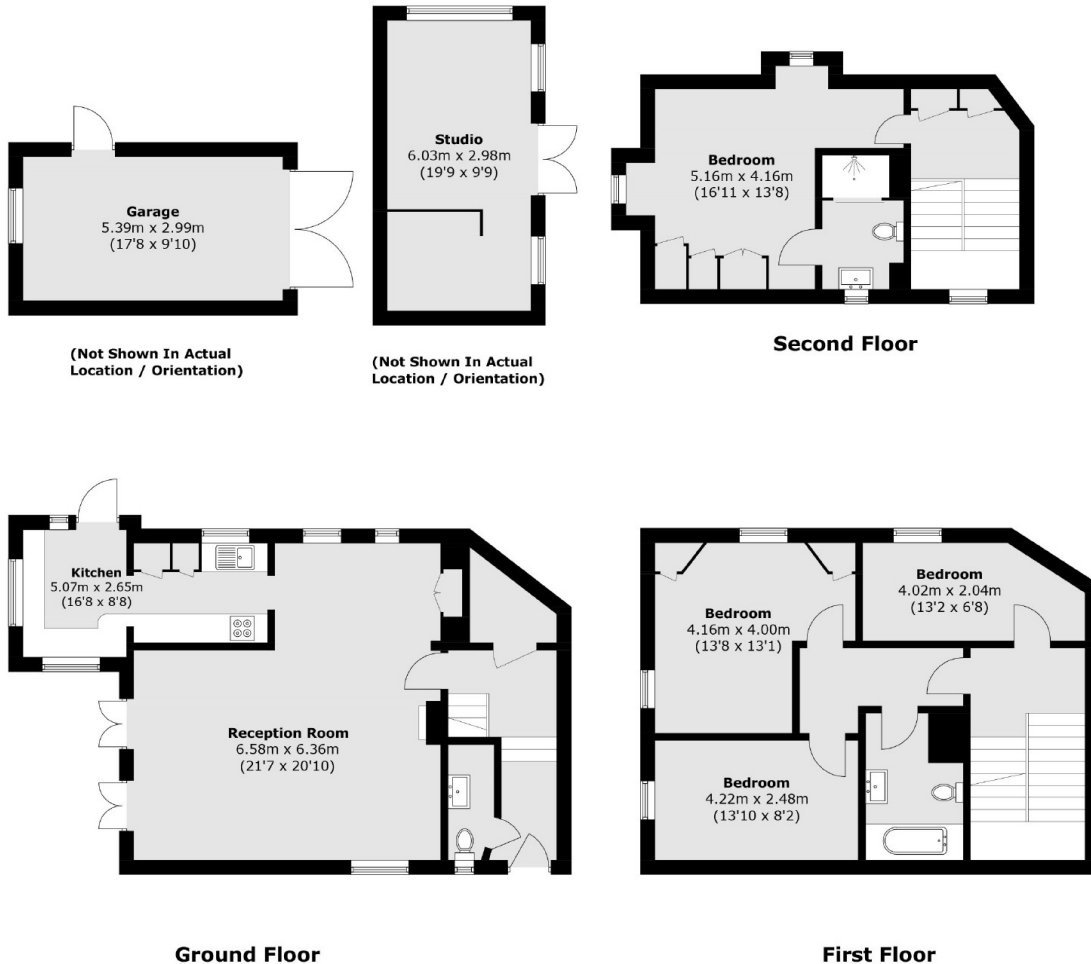 Garage
5.39m x 2.99m
(17'8 x 9'10)
(Not Shown In Actual
Location / Orientation)
Studio
6.03m x 2.98m
(19'9 x 9'9)
(Not Shown In Actual
Location / Orientation)
Bedroom
5.16m x 4.16m
(16'11 x 13'8)
Second Floor
Kitchen
5.07m x 2.65m
(16'8 x 8'8)
Reception Room
6.58m x 6.36m
(21'7 x 20'10)
Ground Floor
Bedroom
4.16m x 4.00m
(13'8 x 13'1)
Bedroom
4.02m x 2.04m
(13'2 x 6'8)
Bedroom
4.22m x 2.48m
(13'10 x 8'2)
First Floor